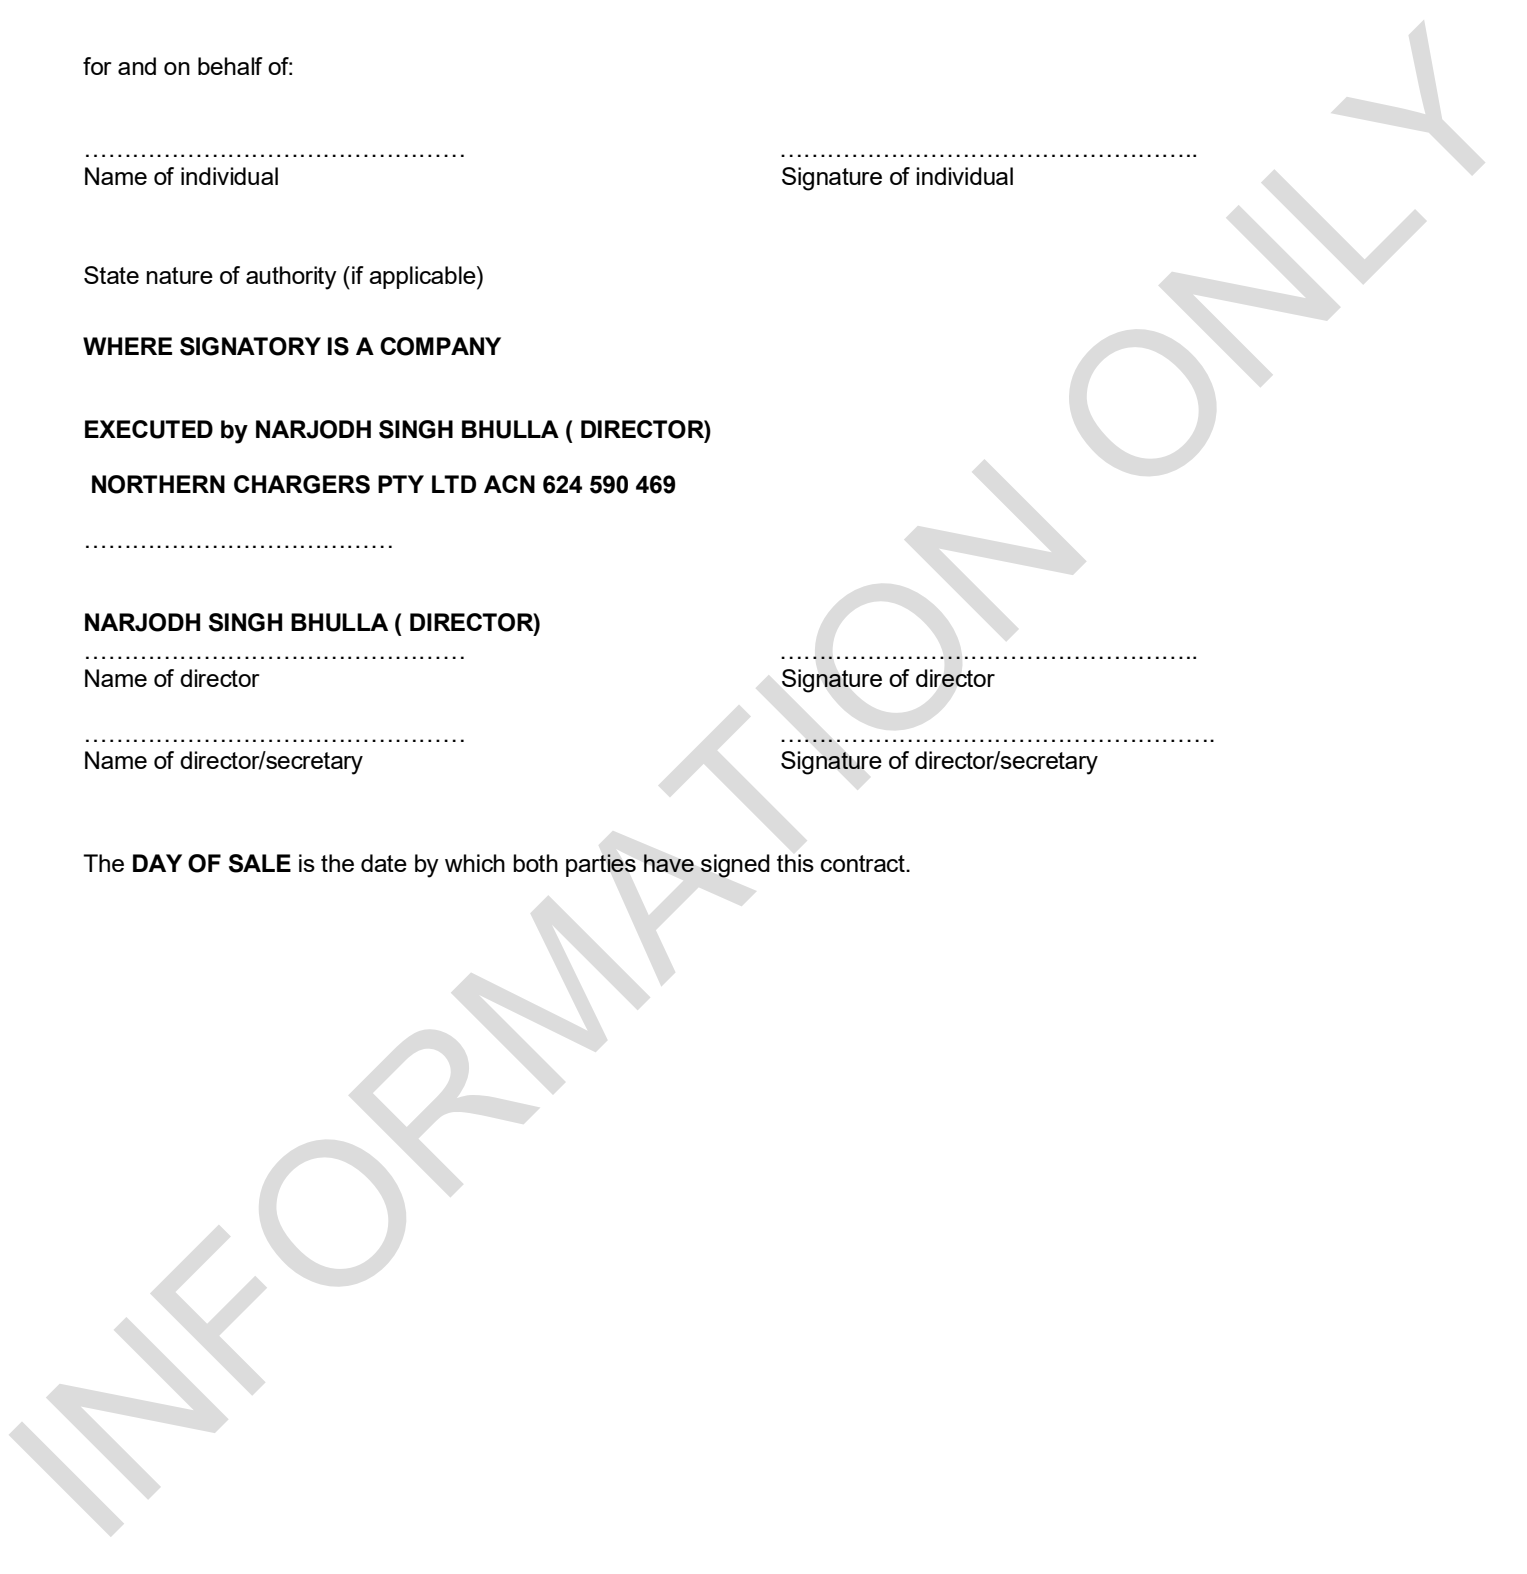 for and on behalf of:
…………………………………………
……………………………………………..
Name of individual
Signature of individual
State nature of authority (if applicable)
WHERE SIGNATORY IS A COMPANY
EXECUTED by NARJODH SINGH BHULLA ( DIRECTOR)
NORTHERN CHARGERS PTY LTD ACN 624 590 469
…………………………………
NARJODH SINGH BHULLA ( DIRECTOR)
…………………………………………
……………………………………………..
Name of director
Signature of director
…………………………………………
……………………………………………….
Name of director/secretary
Signature of director/secretary
The DAY OF SALE is the date by which both parties have signed this contract.
INFORMATION ONLY